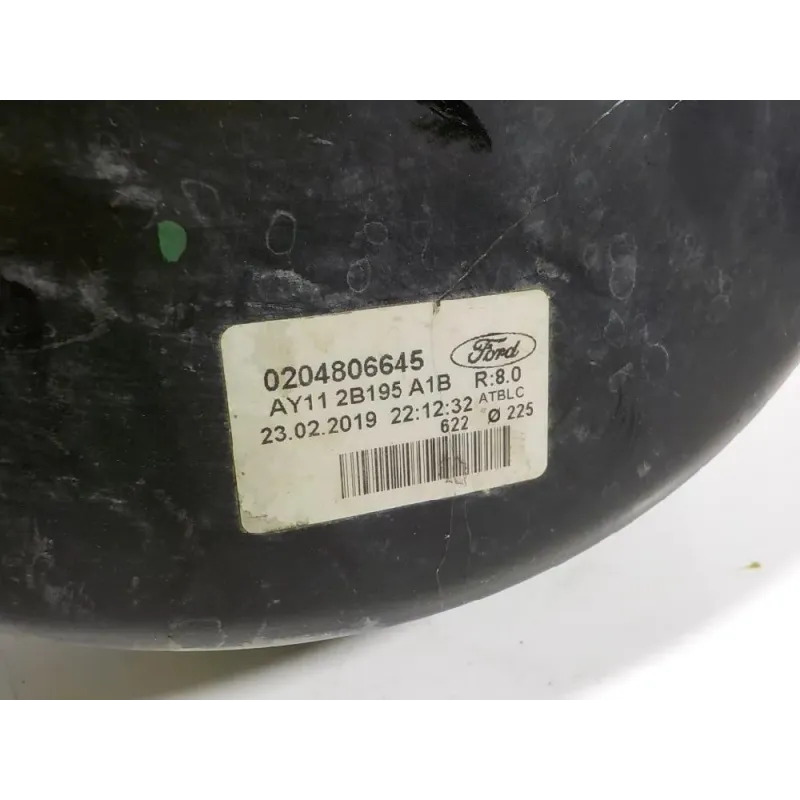 0204806645 Ford
AY11 2B195 A1B R:8.0
23.02.2019 22:12:32 ATBLC
622 Ø 225